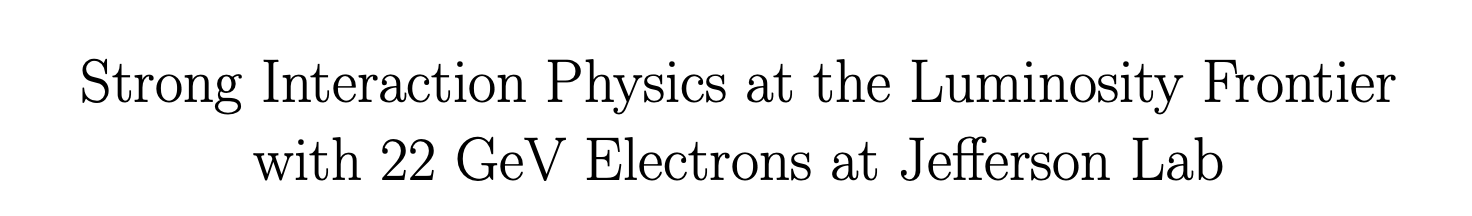 Strong Interaction Physics at the Luminosity Frontier
with 22 GeV Electrons at Jefferson Lab